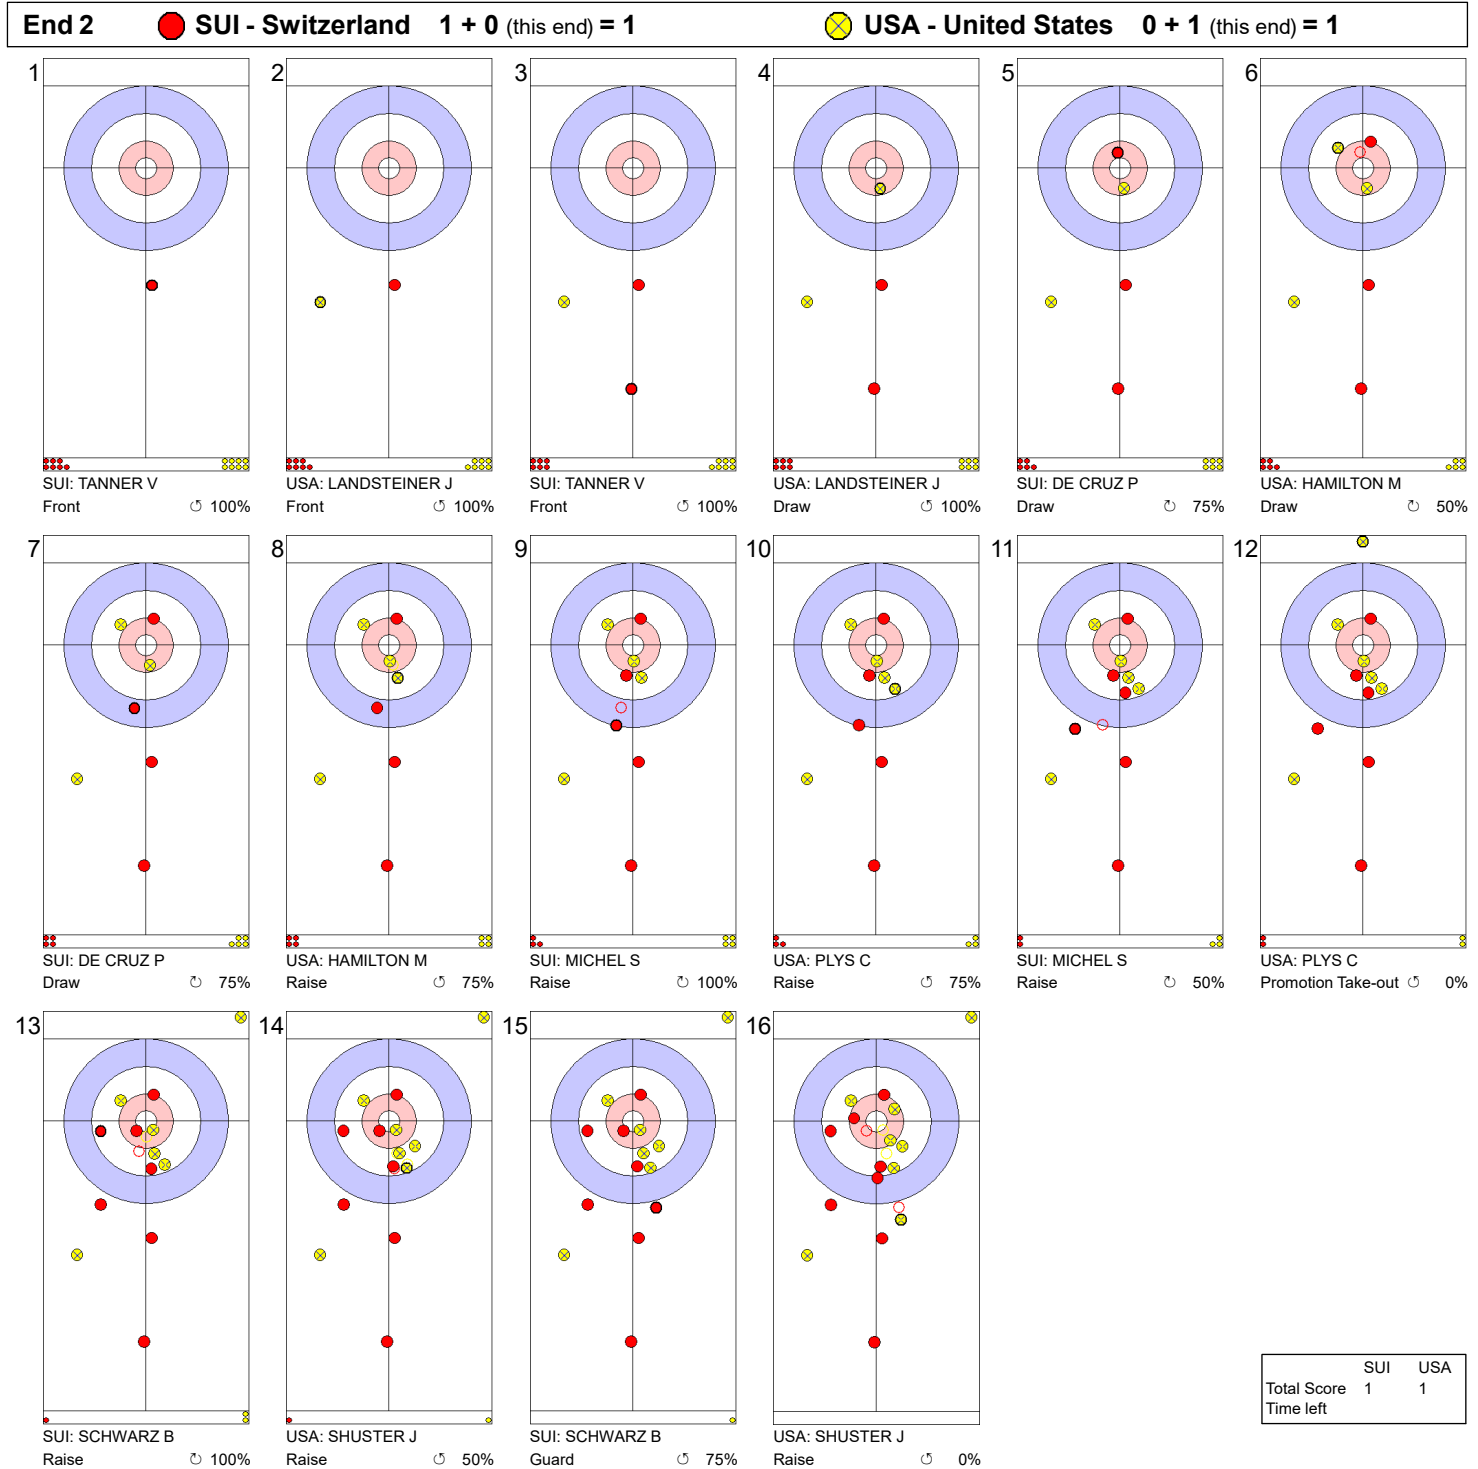 End 2 SUI - Switzerland 1 + 0 (this end) = 1 USA - United States 0 + 1 (this end) = 1
1 2 3 4 5 6
SUI: TANNER V USA: LANDSTEINER J SUI: TANNER V USA: LANDSTEINER J SUI: DE CRUZ P USA: HAMILTON M
Front ↺ 100% Front ↺ 100% Front ↺ 100% Draw ↺ 100% Draw ↻ 75% Draw ↻ 50%
7 8 9 10 11 12
SUI: DE CRUZ P USA: HAMILTON M SUI: MICHEL S USA: PLYS C SUI: MICHEL S USA: PLYS C
Draw ↻ 75% Raise ↻ 75% Raise ↻ 100% Raise ↺ 75% Raise ↻ 50% Promotion Take-out ↺ 0%
13 14 15 16
SUI: SCHWARZ B USA: SHUSTER J SUI: SCHWARZ B USA: SHUSTER J
Raise ↻ 100% Raise ↺ 50% Guard ↺ 75% Raise ↺ 0%
SUI USA
Total Score 1 1
Time left